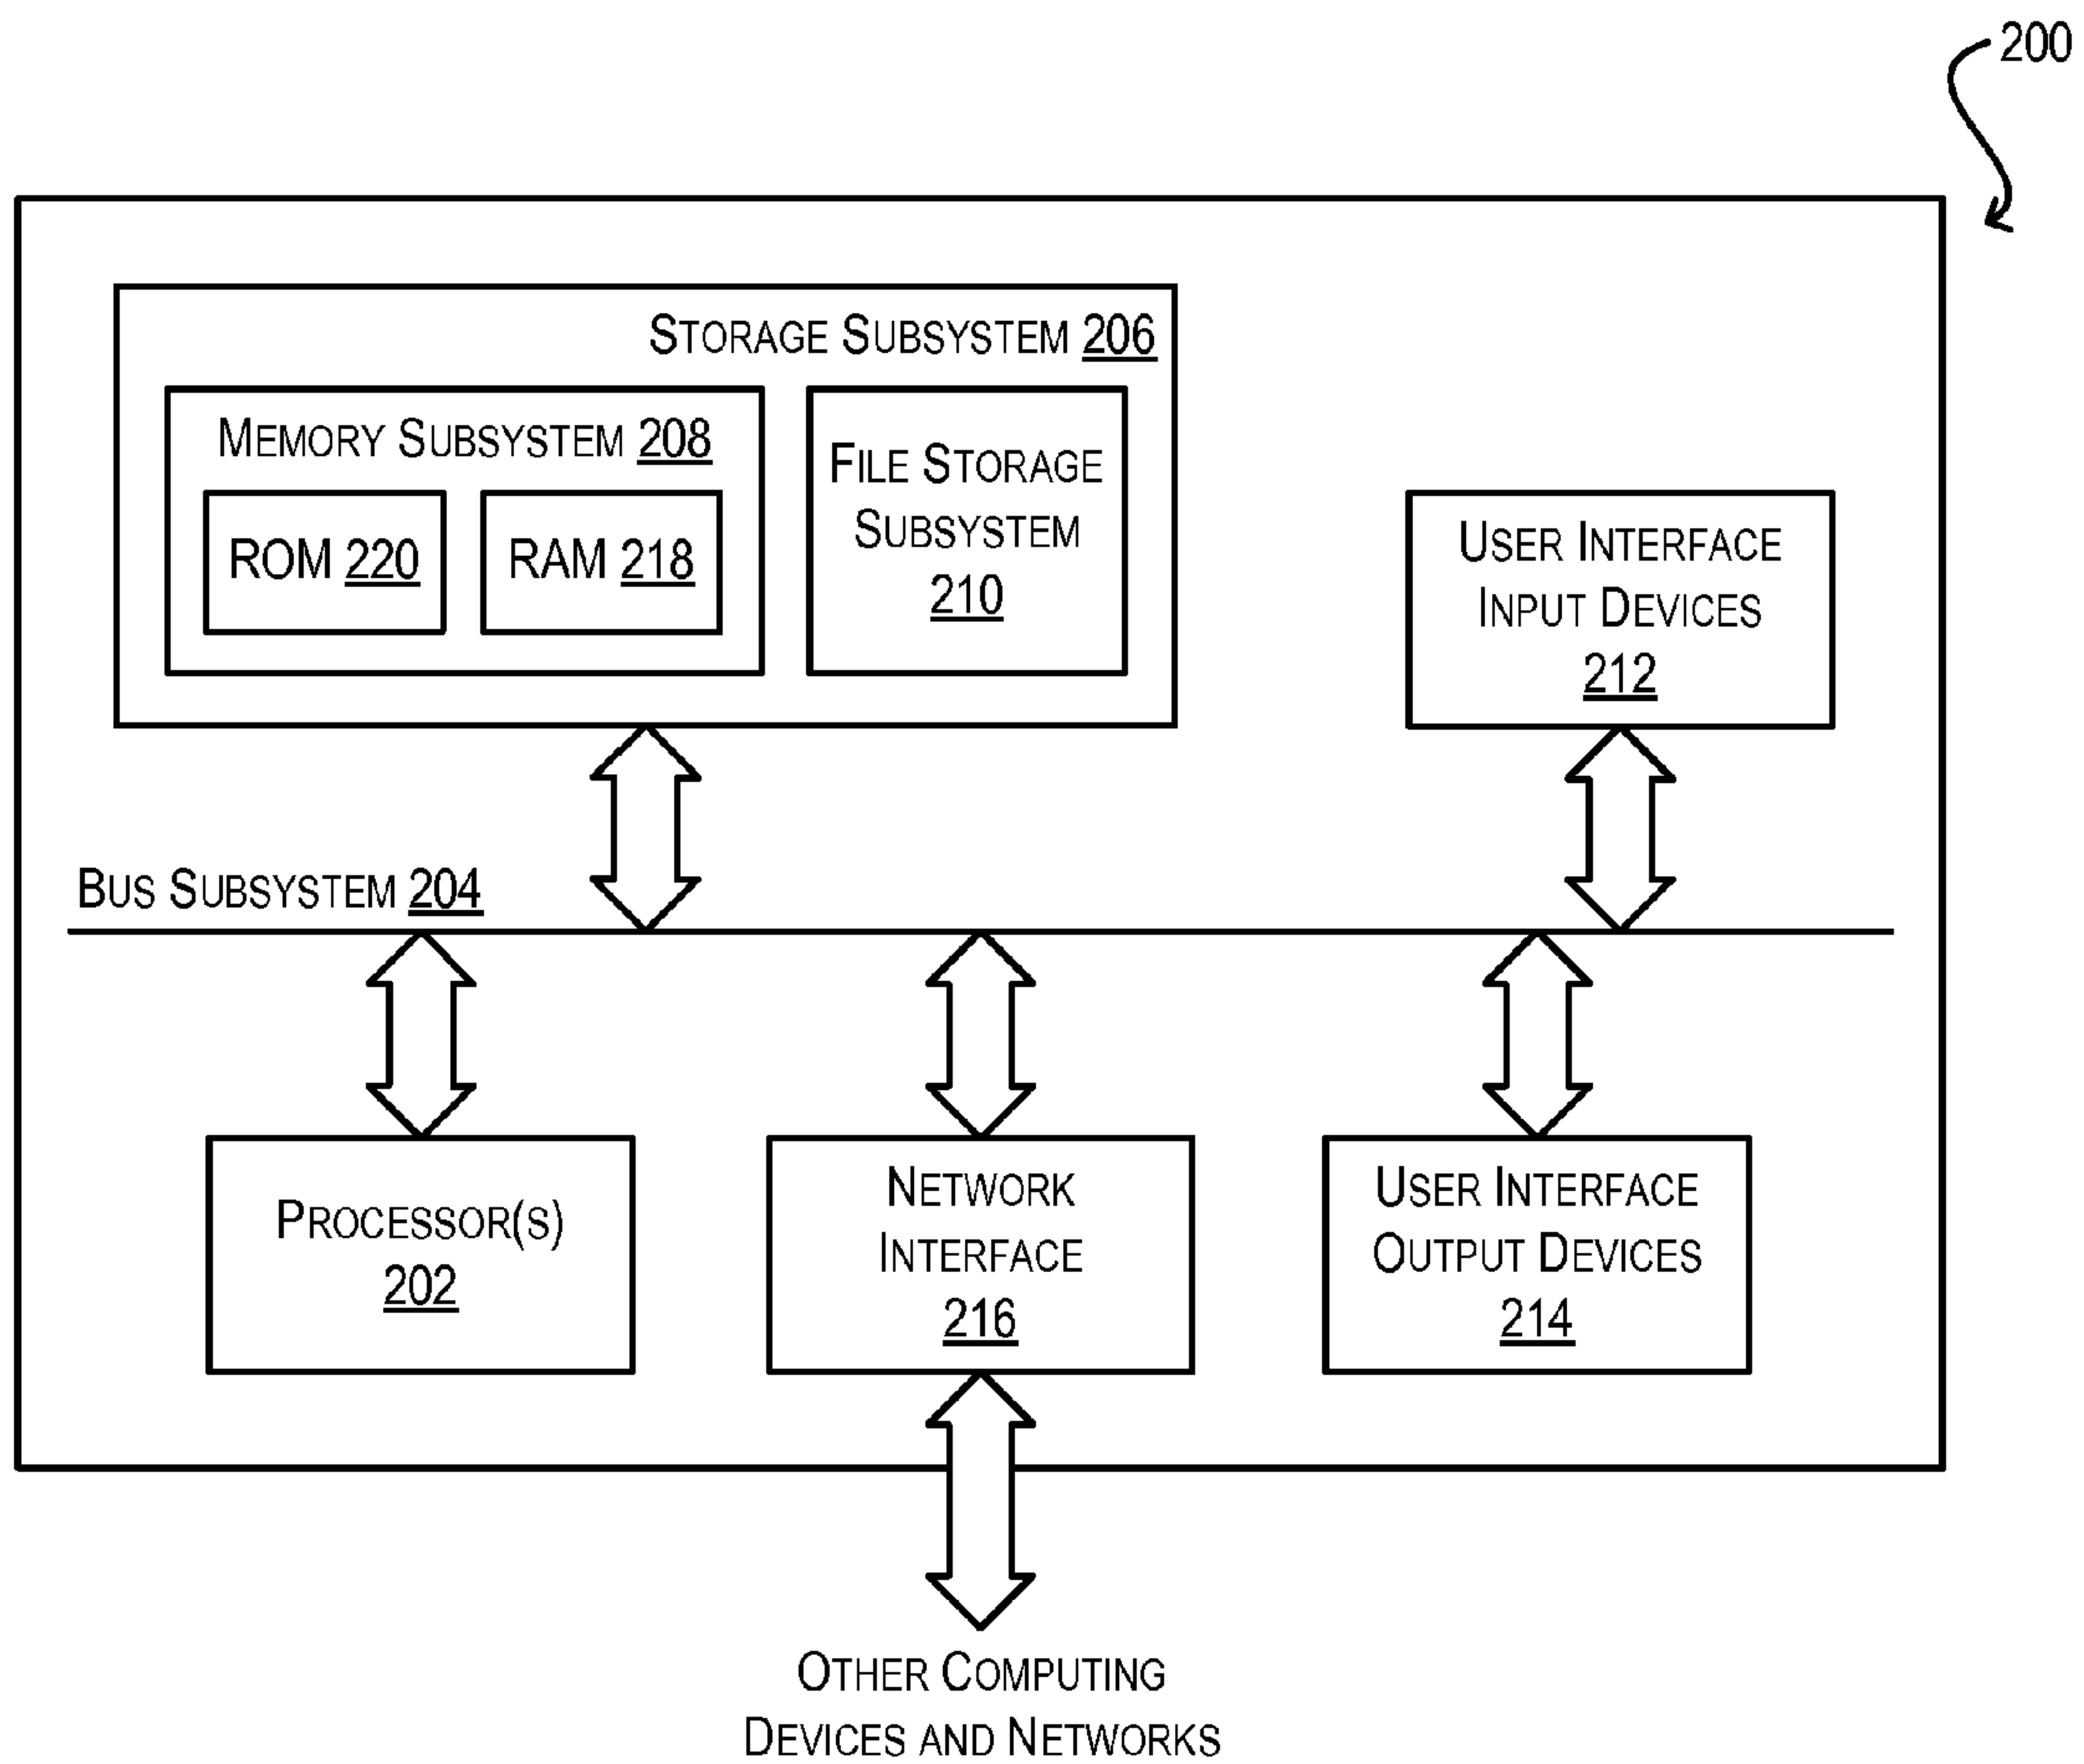 200
STORAGE SUBSYSTEM 206
MEMORY SUBSYSTEM 208
ROM 220
RAM 218
FILE STORAGE
SUBSYSTEM
210
USER INTERFACE
INPUT DEVICES
212
BUS SUBSYSTEM 204
PROCESSOR(S)
202
NETWORK
INTERFACE
216
USER INTERFACE
OUTPUT DEVICES
214
OTHER COMPUTING
DEVICES AND NETWORKS